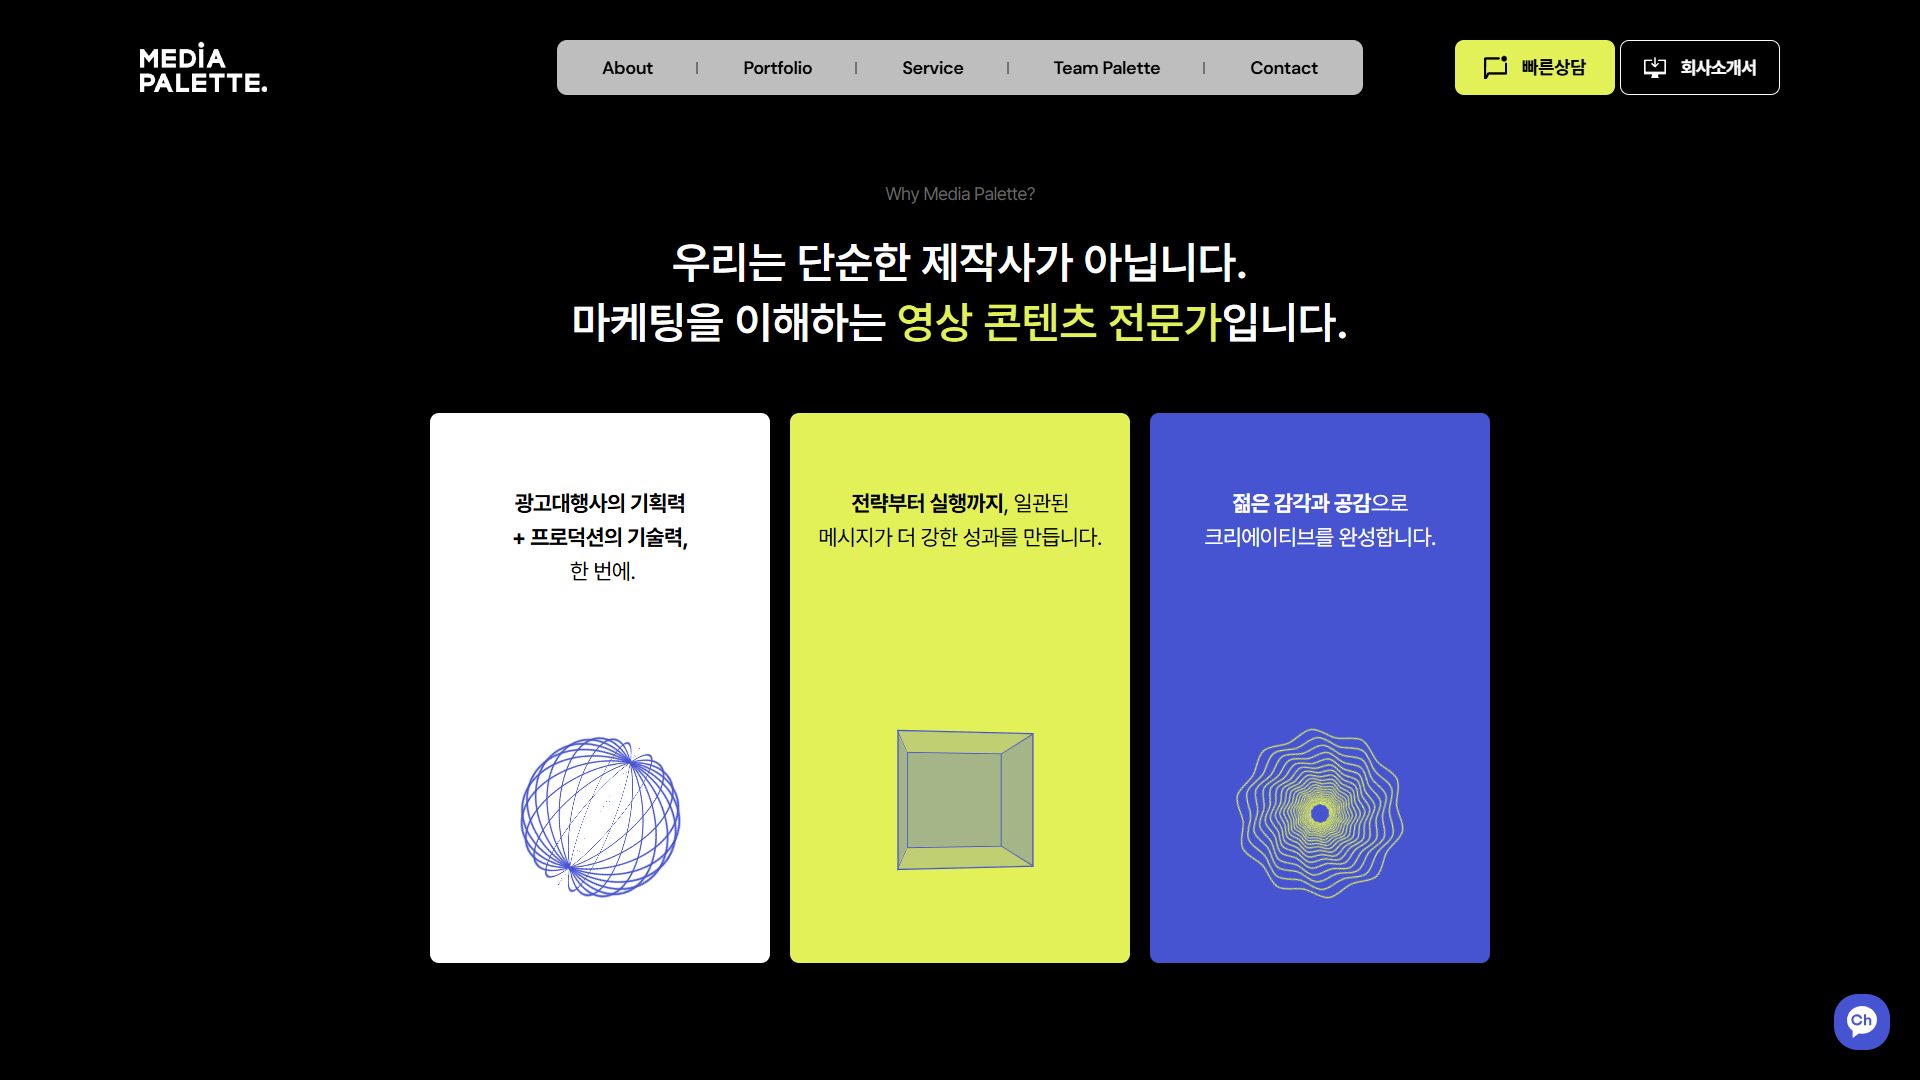 MEDIA
PALETTE.
About | Portfolio | Service | Team Palette | Contact
빠른상담
회사소개서
Why Media Palette?
우리는 단순한 제작사가 아닙니다.
마케팅을 이해하는 영상 콘텐츠 전문가입니다.
광고대행사의 기획력
+ 프로덕션의 기술력,
한 번에.
전략부터 실행까지, 일관된
메시지가 더 강한 성과를 만듭니다.
젊은 감각과 공감으로
크리에이티브를 완성합니다.
Ch